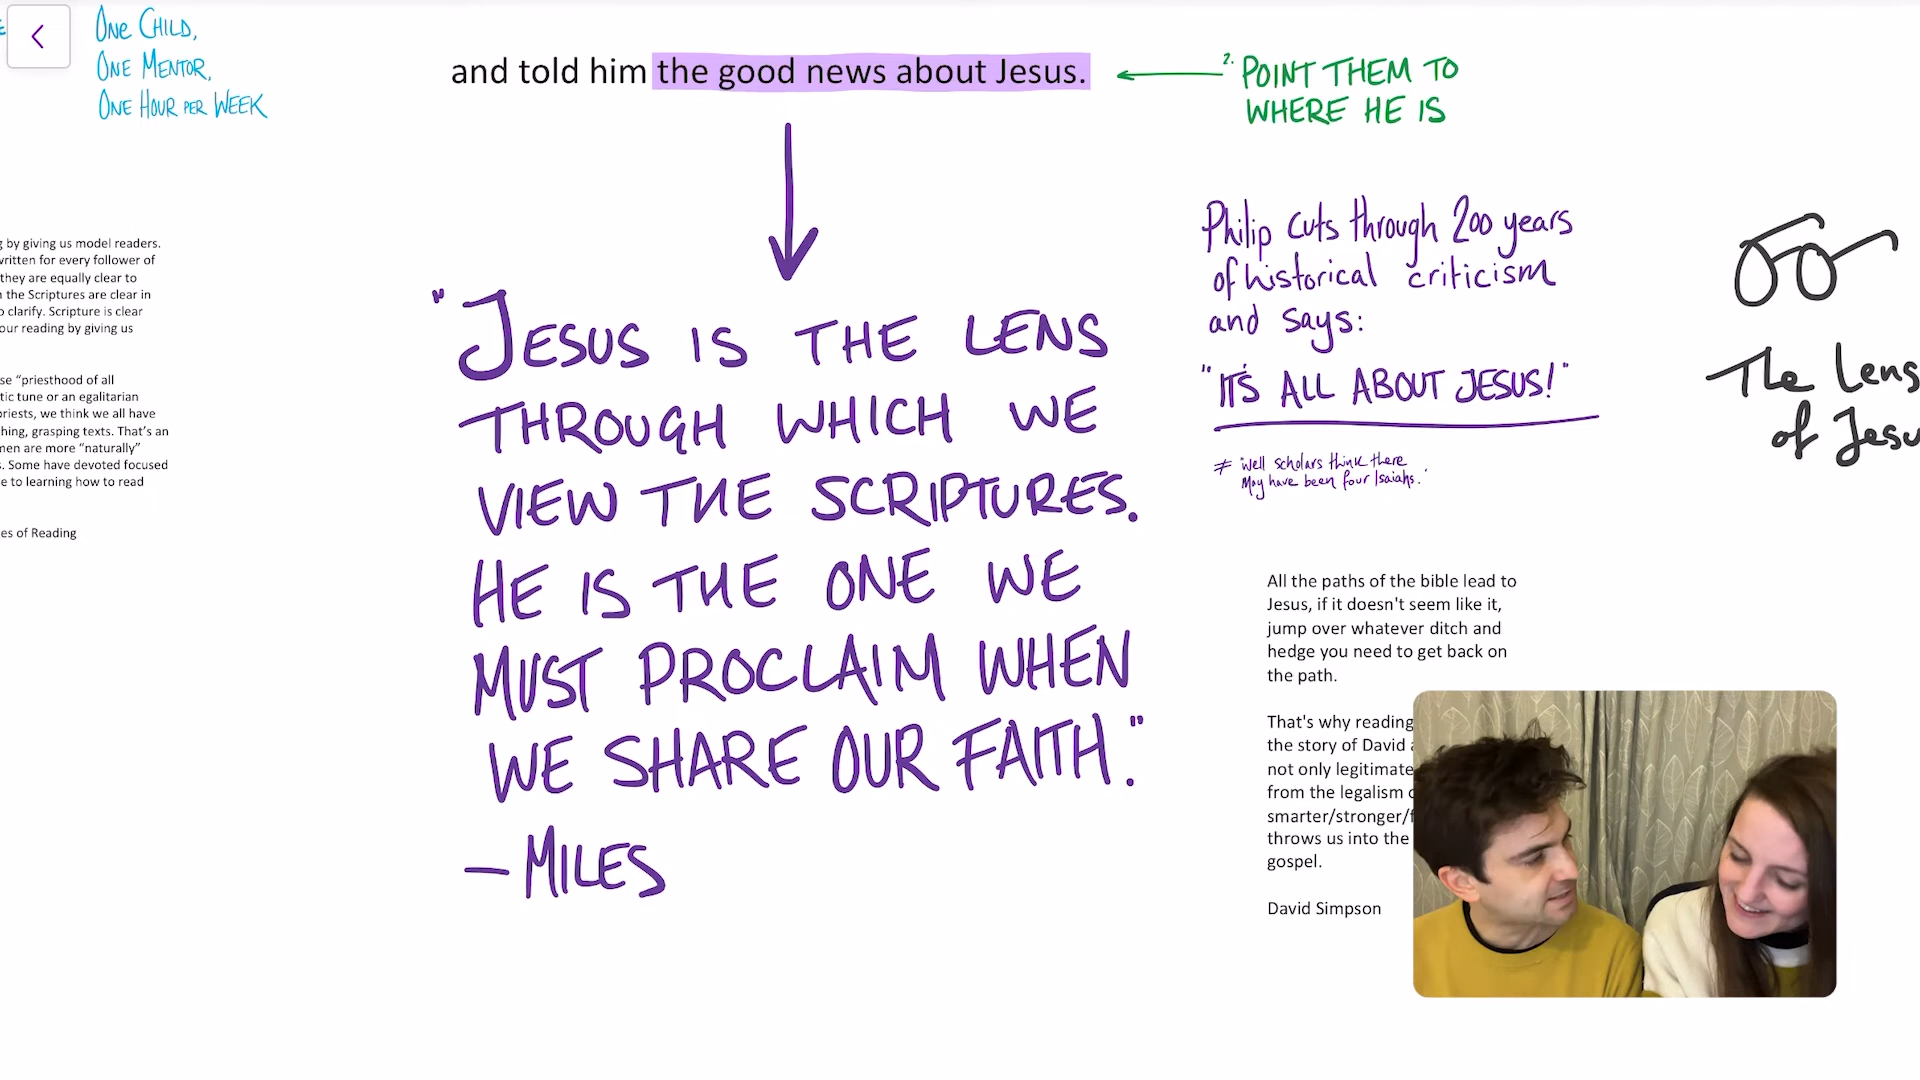 One Child,
One Mentor,
One Hour per Week
and told him the good news about Jesus.
2. Point them to
where He is
g by giving us model readers.
written for every follower of
they are equally clear to
the Scriptures are clear in
clarify. Scripture is clear
our reading by giving us
se “priesthood of all
tic tune or an egalitarian
priests, we think we all have
hing, grasping texts. That’s an
men are more “naturally”
s. Some have devoted focused
e to learning how to read
es of Reading
"Jesus is the lens
through which we
view the Scriptures.
He is the one we
must proclaim when
we share our faith."
— Miles
Philip cuts through 200 years
of historical criticism
and says:
"It's all about Jesus!"
≠ "Well scholars think there
may have been four Isaiahs.
The Lens
of Jesu
All the paths of the bible lead to
Jesus, if it doesn't seem like it,
jump over whatever ditch and
hedge you need to get back on
the path.
That's why reading
the story of David
not only legitimate
from the legalism
smarter/stronger/f
throws us into the
gospel.
David Simpson